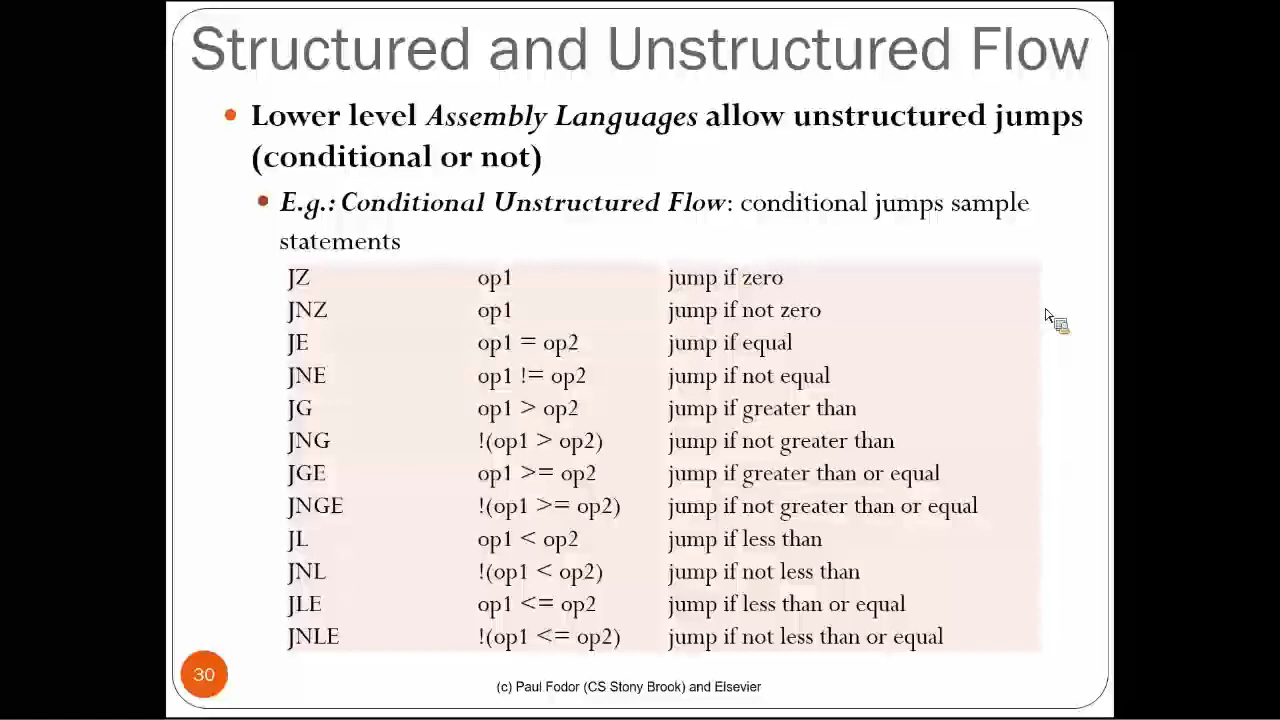 Structured and Unstructured Flow
• Lower level Assembly Languages allow unstructured jumps
(conditional or not)
• E.g.: Conditional Unstructured Flow: conditional jumps sample
statements
JZ op1 jump if zero
JNZ op1 jump if not zero
JE op1 = op2 jump if equal
JNE op1 != op2 jump if not equal
JG op1 > op2 jump if greater than
JNG !(op1 > op2) jump if not greater than
JGE op1 >= op2 jump if greater than or equal
JNGE !(op1 >= op2) jump if not greater than or equal
JL op1 < op2 jump if less than
JNL !(op1 < op2) jump if not less than
JLE op1 <= op2 jump if less than or equal
JNLE !(op1 <= op2) jump if not less than or equal
30
(c) Paul Fodor (CS Stony Brook) and Elsevier